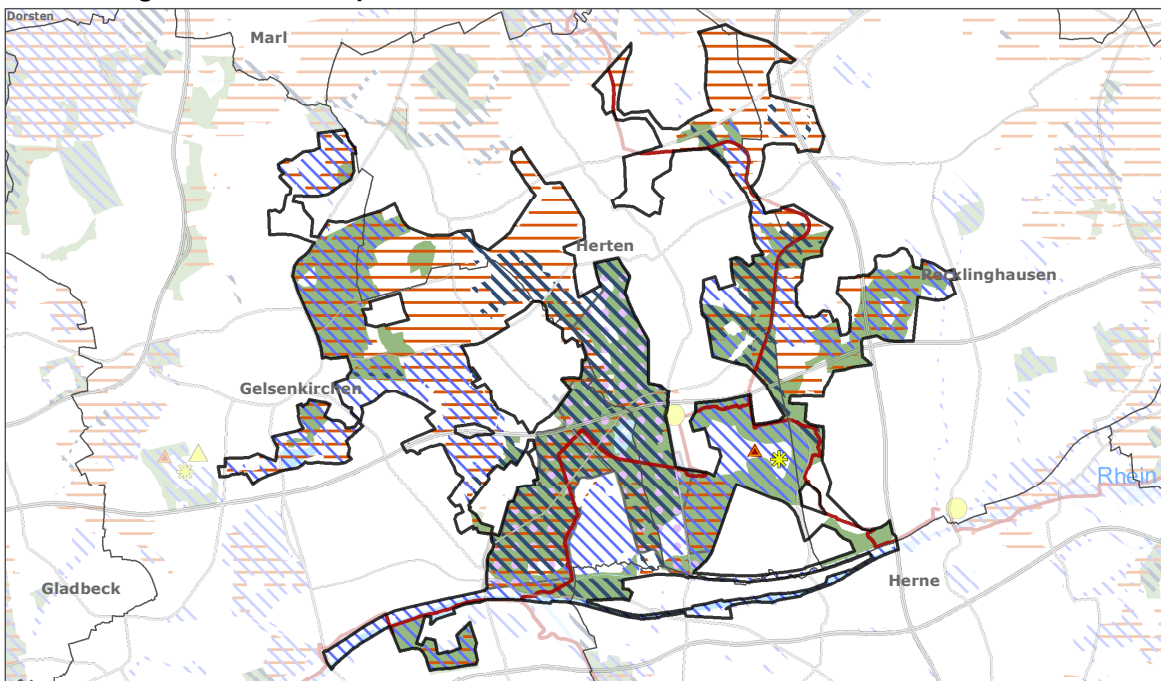 Dorsten
Marl
Herten
Recklinghausen
Gelsenkirchen
Rhein
Gladbeck
Herne